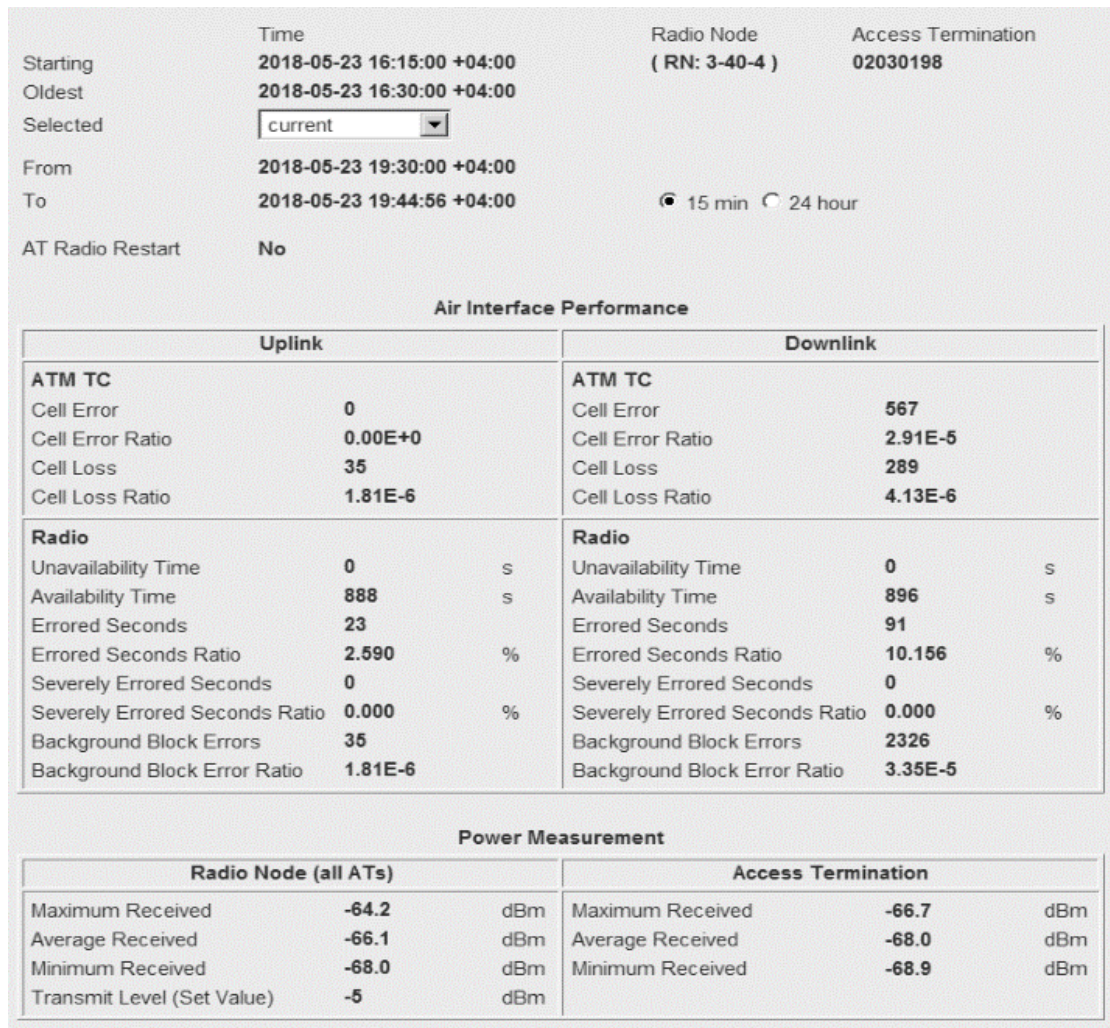 Time Radio Node Access Termination
Starting 2018-05-23 16:15:00 +04:00 ( RN: 3-40-4 ) 02030198
Oldest 2018-05-23 16:30:00 +04:00
Selected current
From 2018-05-23 19:30:00 +04:00
To 2018-05-23 19:44:56 +04:00 15 min 24 hour
AT Radio Restart No
Air Interface Performance
Uplink Downlink
ATM TC ATM TC
Cell Error 0 Cell Error 567
Cell Error Ratio 0.00E+0 Cell Error Ratio 2.91E-5
Cell Loss 35 Cell Loss 289
Cell Loss Ratio 1.81E-6 Cell Loss Ratio 4.13E-6
Radio Radio
Unavailability Time 0 s Unavailability Time 0 s
Availability Time 888 s Availability Time 896 s
Errored Seconds 23 Errored Seconds 91
Errored Seconds Ratio 2.590 % Errored Seconds Ratio 10.156 %
Severely Errored Seconds 0 Severely Errored Seconds 0
Severely Errored Seconds Ratio 0.000 % Severely Errored Seconds Ratio 0.000 %
Background Block Errors 35 Background Block Errors 2326
Background Block Error Ratio 1.81E-6 Background Block Error Ratio 3.35E-5
Power Measurement
Radio Node (all ATs) Access Termination
Maximum Received -64.2 dBm Maximum Received -66.7 dBm
Average Received -66.1 dBm Average Received -68.0 dBm
Minimum Received -68.0 dBm Minimum Received -68.9 dBm
Transmit Level (Set Value) -5 dBm